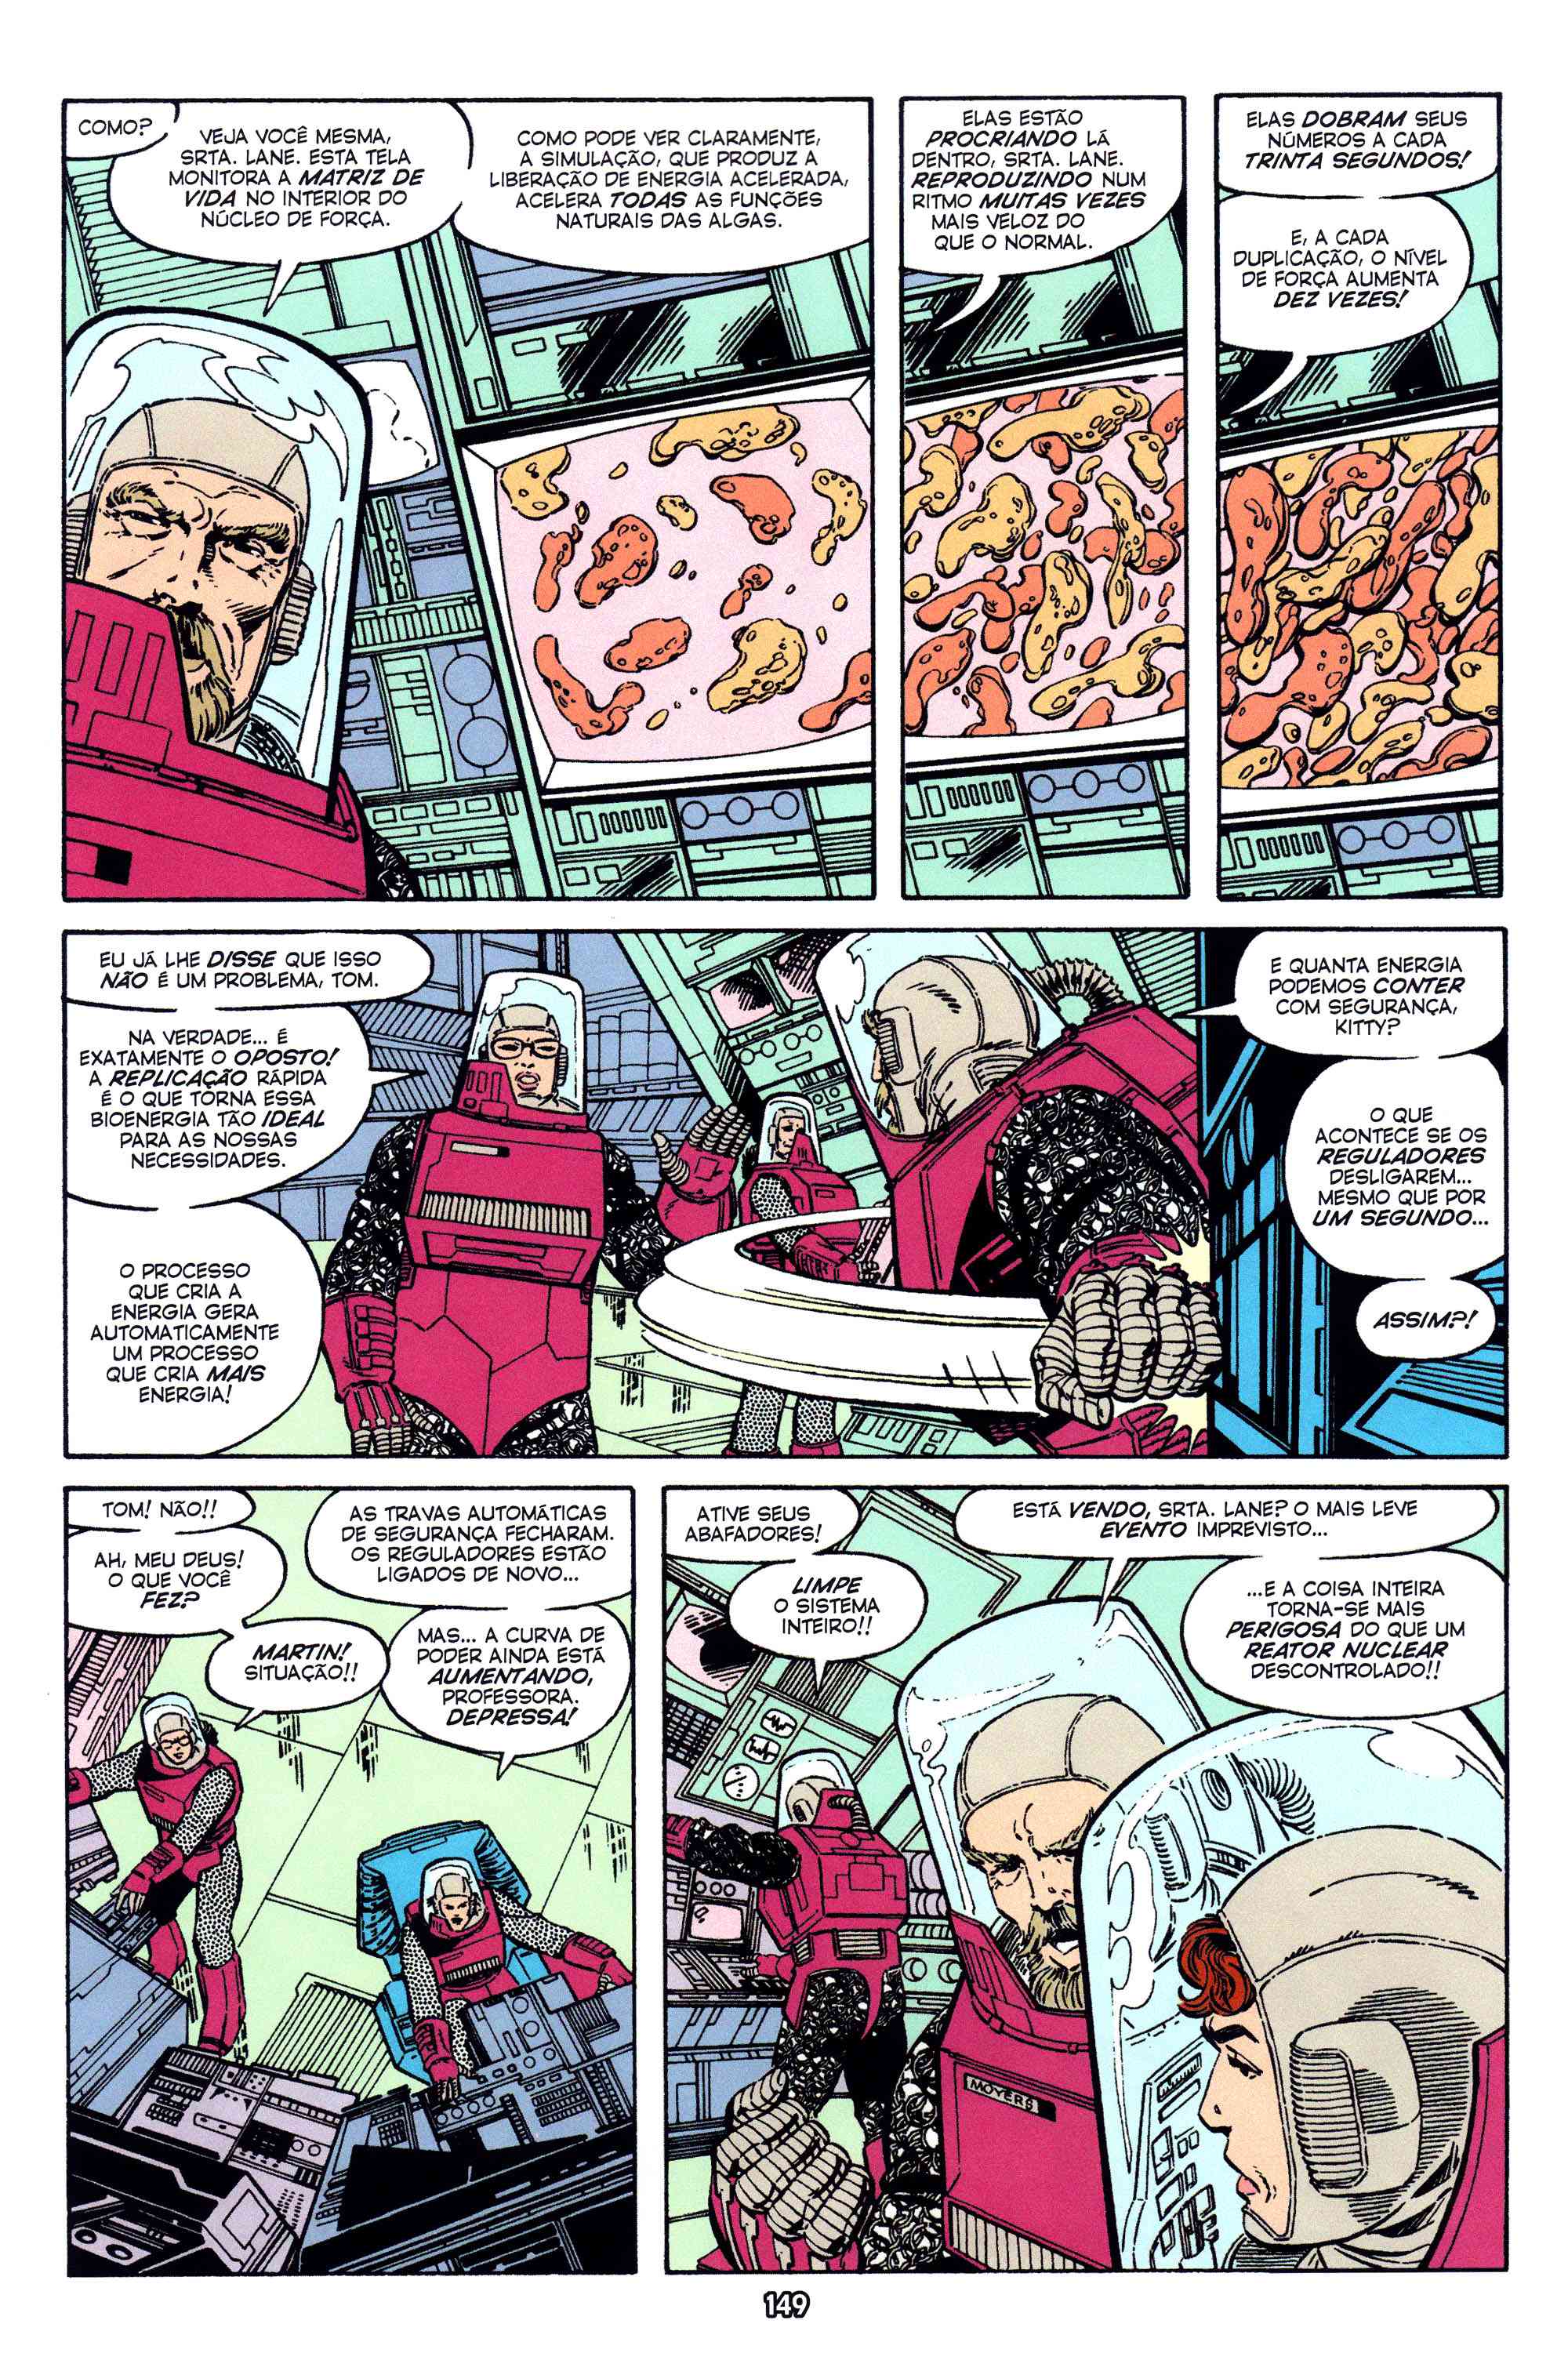 COMO?
VEJA VOCÊ MESMA,
SRTA. LANE. ESTA TELA
MONITORA A MATRIZ DE
VIDA NO INTERIOR DO
NÚCLEO DE FORÇA.
COMO PODE VER CLARAMENTE,
A SIMULAÇÃO, QUE PRODUZ A
LIBERAÇÃO DE ENERGIA ACELERADA,
ACELERA TODAS AS FUNÇÕES
NATURAIS DAS ALGAS.
ELAS ESTÃO
PROCRIANDO LÁ
DENTRO, SRTA. LANE.
REPRODUZINDO NUM
RITMO MUITAS VEZES
MAIS VELOZ DO
QUE O NORMAL.
ELAS DOBRAM SEUS
NÚMEROS A CADA
TRINTA SEGUNDOS!
E, A CADA
DUPLICAÇÃO, O NÍVEL
DE FORÇA AUMENTA
DEZ VEZES!
EU JÁ LHE DISSE QUE ISSO
NÃO É UM PROBLEMA, TOM.
NA VERDADE... É
EXATAMENTE O OPOSTO!
A REPLICAÇÃO RÁPIDA
É O QUE TORNA ESSA
BIOENERGIA TÃO IDEAL
PARA AS NOSSAS
NECESSIDADES.
O PROCESSO
QUE CRIA A
ENERGIA GERA
AUTOMATICAMENTE
UM PROCESSO
QUE CRIA MAIS
ENERGIA!
E QUANTA ENERGIA
PODEMOS CONTER
COM SEGURANÇA,
KITTY?
O QUE
ACONTECE SE OS
REGULADORES
DESLIGAREM...
MESMO QUE POR
UM SEGUNDO...
ASSIM?!
TOM! NÃO!!
AH, MEU DEUS!
O QUE VOCÊ
FEZ?
MARTIN!
SITUAÇÃO!!
AS TRAVAS AUTOMÁTICAS
DE SEGURANÇA FECHARAM.
OS REGULADORES ESTÃO
LIGADOS DE NOVO...
MAS... A CURVA DE
PODER AINDA ESTÁ
AUMENTANDO,
PROFESSORA.
DEPRESSA!
ATIVE SEUS
ABAFADORES!
LIMPE
O SISTEMA
INTEIRO!!
ESTÁ VENDO, SRTA. LANE? O MAIS LEVE
EVENTO IMPREVISTO...
...E A COISA INTEIRA
TORNA-SE MAIS
PERIGOSA DO QUE UM
REATOR NUCLEAR
DESCONTROLADO!!
MOYERS
149